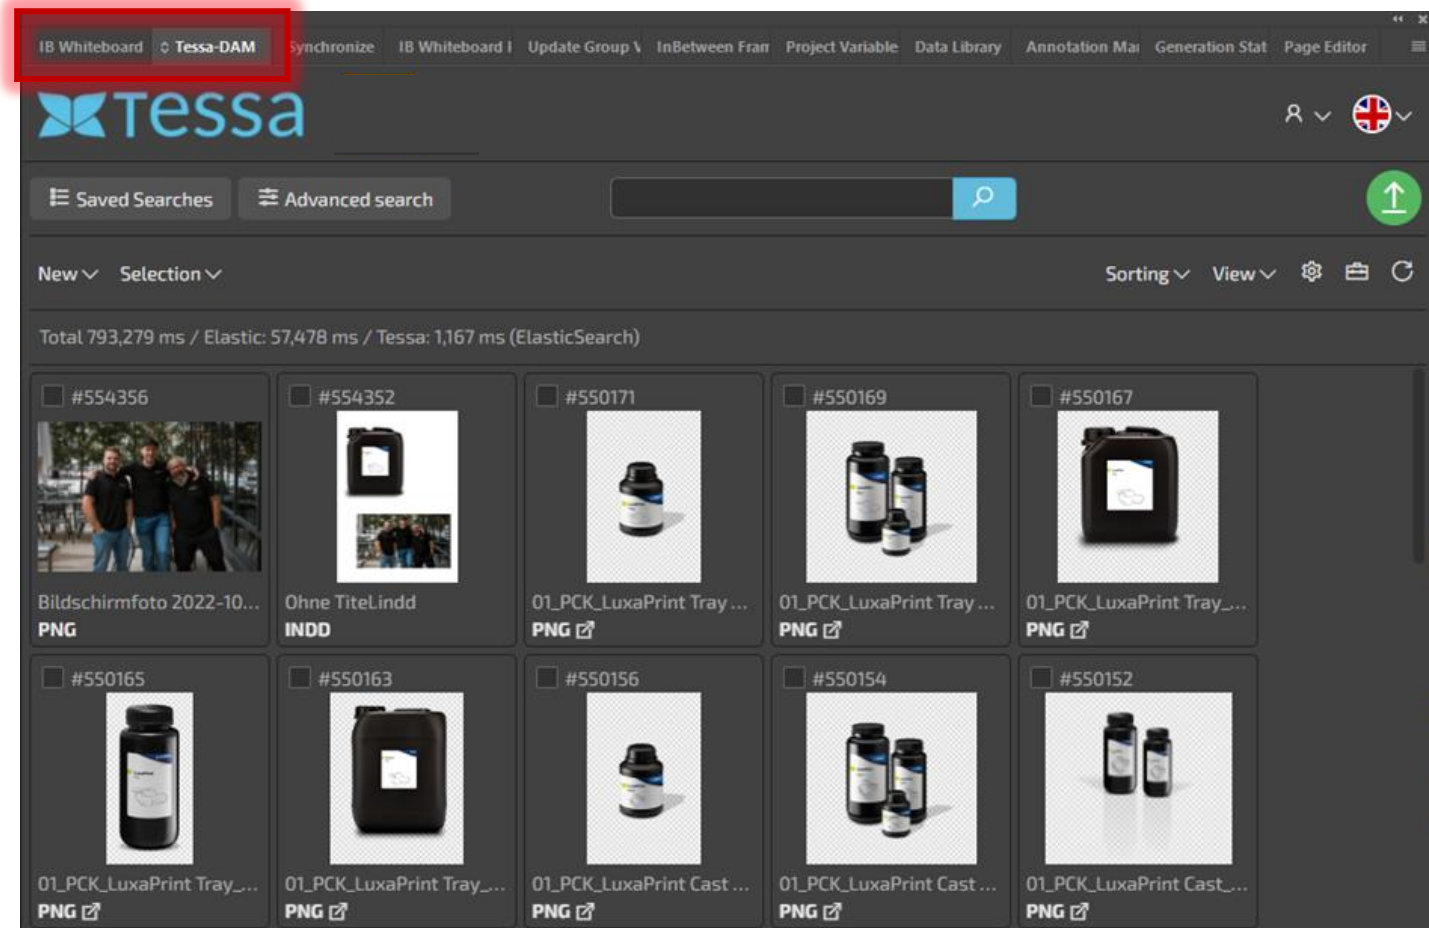 IB Whiteboard Tessa-DAM Synchronize IB Whiteboard Update Group InBetween Fram Project Variable Data Library Annotation Ma Generation Stat Page Editor
Tessa
Saved Searches Advanced search
New Selection Sorting View
Total 793,279 ms / Elastic: 57,478 ms / Tessa: 1,167 ms (ElasticSearch)
#554356 #554352 #550171 #550169 #550167
Bildschirmfoto 2022-10... Ohne Titel.indd 01_PCK_LuxaPrint Tray ... 01_PCK_LuxaPrint Tray ... 01_PCK_LuxaPrint Tray_...
PNG INDD PNG PNG PNG
#550165 #550163 #550156 #550154 #550152
01_PCK_LuxaPrint Tray_... 01_PCK_LuxaPrint Tray_... 01_PCK_LuxaPrint Cast ... 01_PCK_LuxaPrint Cast ... 01_PCK_LuxaPrint Cast_...
PNG PNG PNG PNG PNG